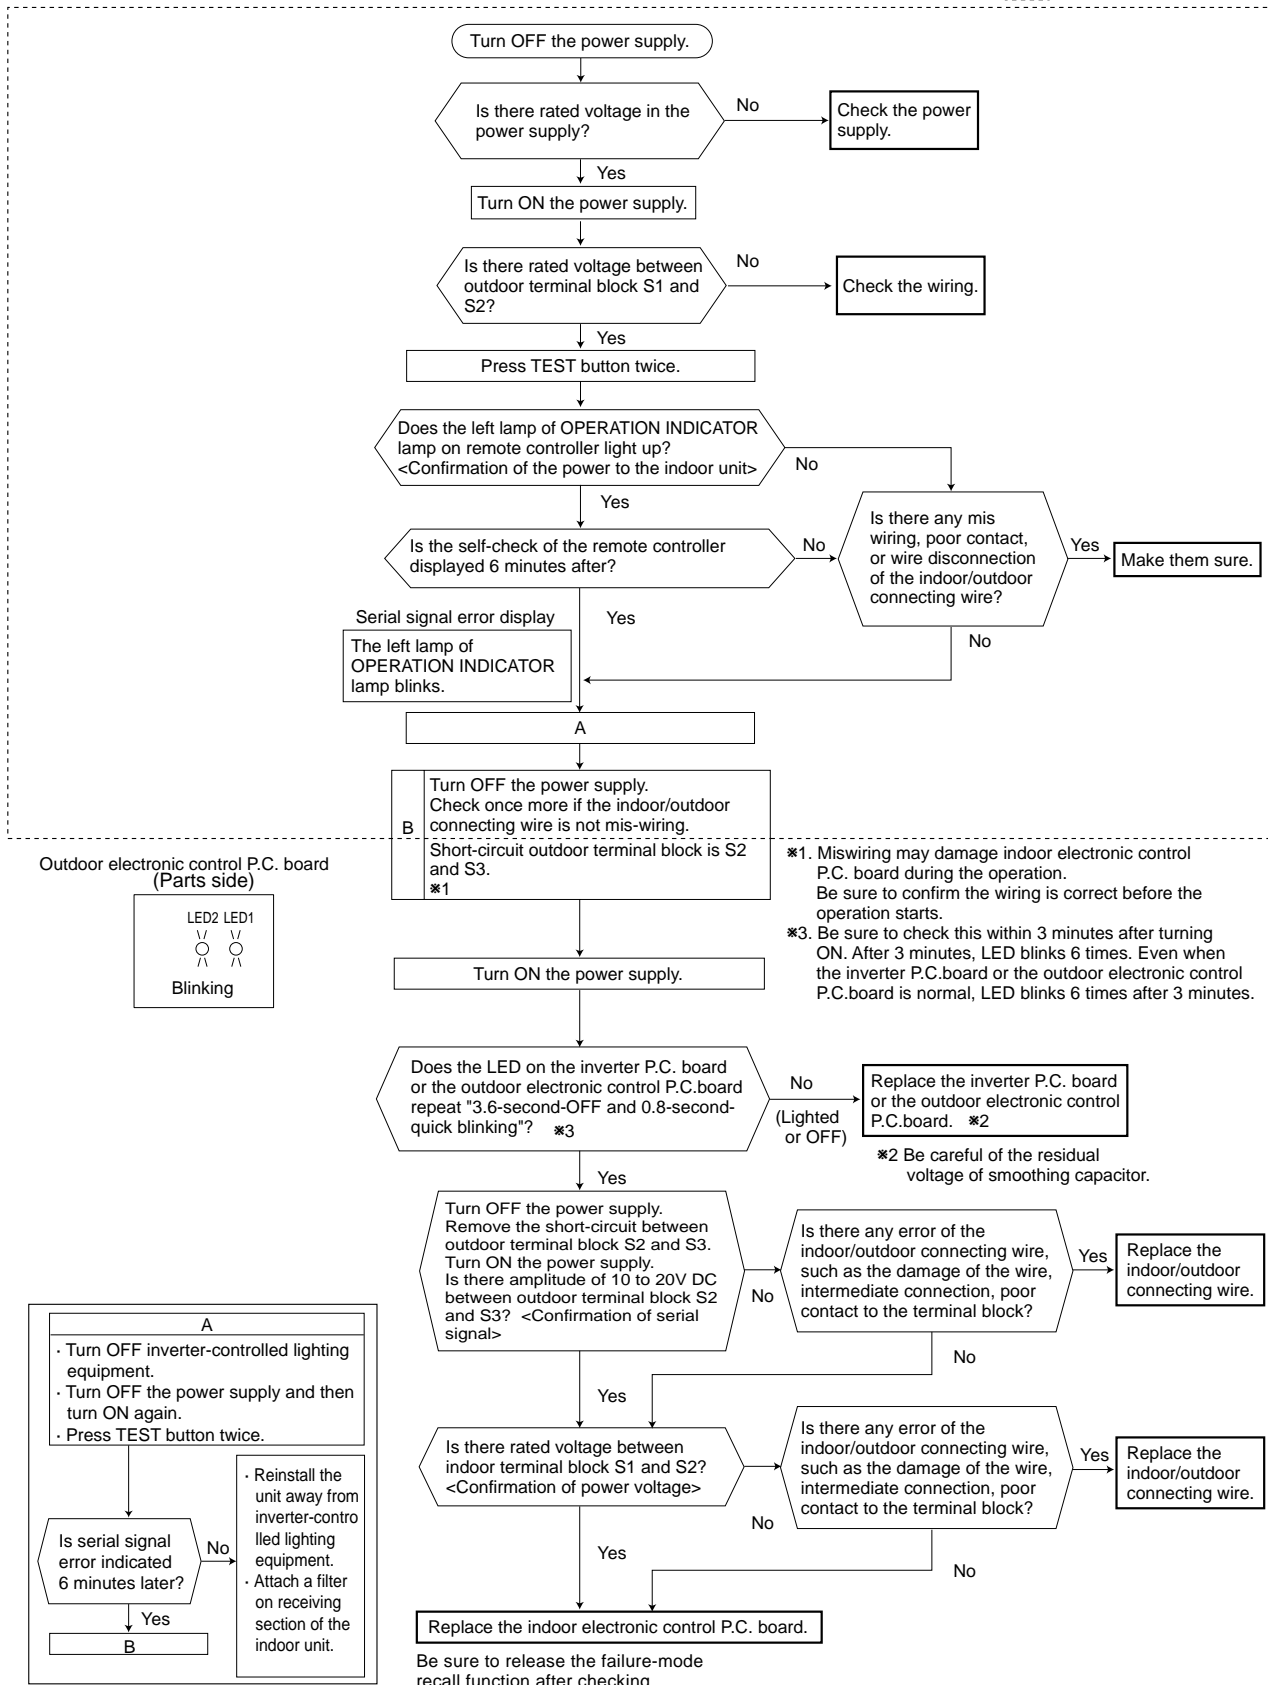 Turn OFF the power supply.
Is there rated voltage in the
power supply?
No
Check the power
supply.
Yes
Turn ON the power supply.
Is there rated voltage between
outdoor terminal block S1 and
S2?
No
Check the wiring.
Yes
Press TEST button twice.
Does the left lamp of OPERATION INDICATOR
lamp on remote controller light up?
<Confirmation of the power to the indoor unit>
No
Yes
Is the self-check of the remote controller
displayed 6 minutes after?
No
Is there any mis
wiring, poor contact,
or wire disconnection
of the indoor/outdoor
connecting wire?
Yes
Make them sure.
No
Yes
Serial signal error display
The left lamp of
OPERATION INDICATOR
lamp blinks.
A
B
Turn OFF the power supply.
Check once more if the indoor/outdoor
connecting wire is not mis-wiring.
Short-circuit outdoor terminal block is S2
and S3.
※1
Outdoor electronic control P.C. board
(Parts side)
LED2 LED1
Blinking
※1. Miswiring may damage indoor electronic control
P.C. board during the operation.
Be sure to confirm the wiring is correct before the
operation starts.
※3. Be sure to check this within 3 minutes after turning
ON. After 3 minutes, LED blinks 6 times. Even when
the inverter P.C.board or the outdoor electronic control
P.C.board is normal, LED blinks 6 times after 3 minutes.
Turn ON the power supply.
Does the LED on the inverter P.C. board
or the outdoor electronic control P.C.board
repeat "3.6-second-OFF and 0.8-second-
quick blinking"? ※3
No
(Lighted
or OFF)
Replace the inverter P.C. board
or the outdoor electronic control
P.C.board. ※2
※2 Be careful of the residual
voltage of smoothing capacitor.
Yes
Turn OFF the power supply.
Remove the short-circuit between
outdoor terminal block S2 and S3.
Turn ON the power supply.
Is there amplitude of 10 to 20V DC
between outdoor terminal block S2
and S3? <Confirmation of serial
signal>
No
Is there any error of the
indoor/outdoor connecting wire,
such as the damage of the wire,
intermediate connection, poor
contact to the terminal block?
Yes
Replace the
indoor/outdoor
connecting wire.
No
Yes
Is there rated voltage between
indoor terminal block S1 and S2?
<Confirmation of power voltage>
No
Is there any error of the
indoor/outdoor connecting wire,
such as the damage of the wire,
intermediate connection, poor
contact to the terminal block?
Yes
Replace the
indoor/outdoor
connecting wire.
No
Yes
Replace the indoor electronic control P.C. board.
Be sure to release the failure-mode
recall function after checking
A
· Turn OFF inverter-controlled lighting
equipment.
· Turn OFF the power supply and then
turn ON again.
· Press TEST button twice.
Is serial signal
error indicated
6 minutes later?
No
· Reinstall the
unit away from
inverter-contro
lled lighting
equipment.
· Attach a filter
on receiving
section of the
indoor unit.
Yes
B